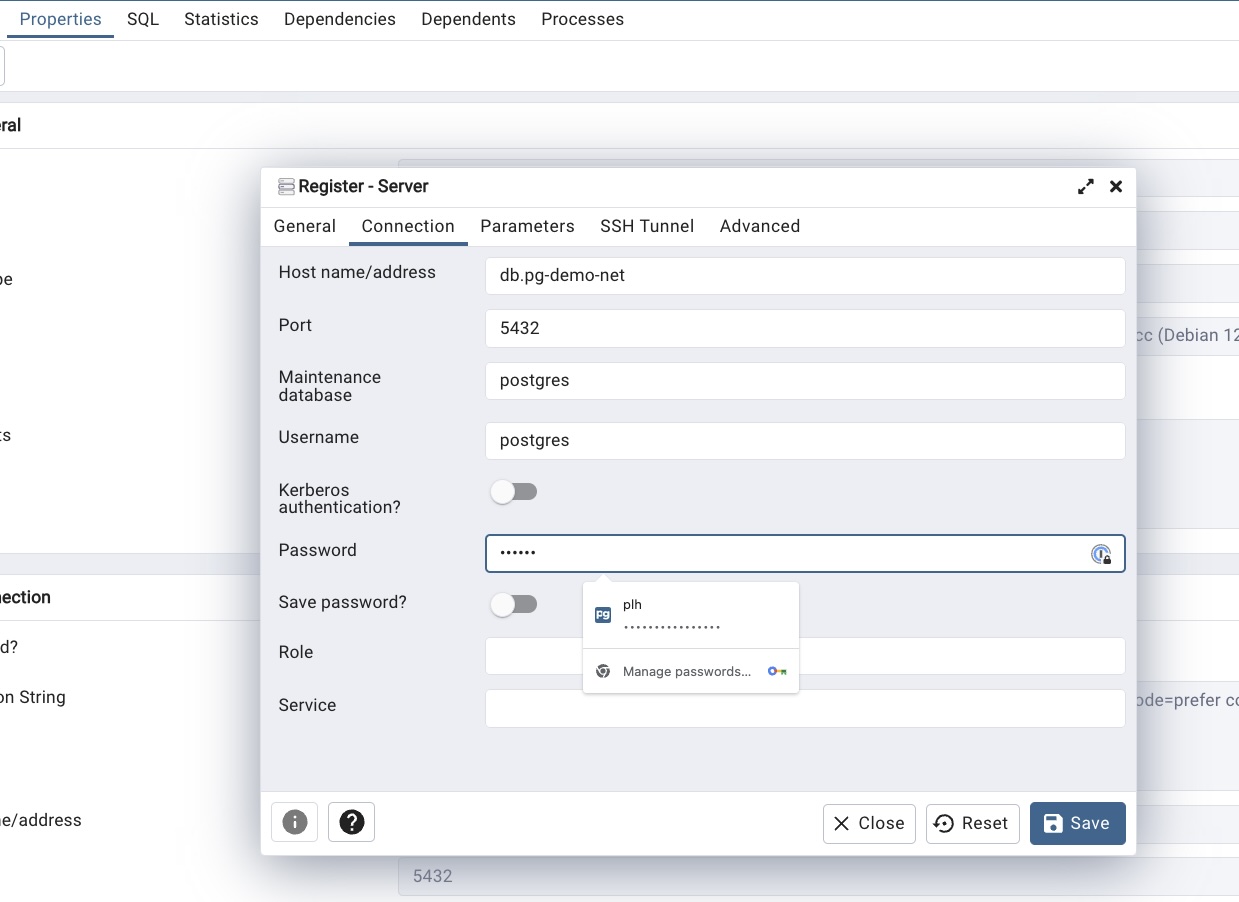 Properties SQL Statistics Dependencies Dependents Processes
eral
Register - Server
General Connection Parameters SSH Tunnel Advanced
Host name/address db.pg-demo-net
pe
Port 5432
cc (Debian 12
Maintenance
database
postgres
Username postgres
ts
Kerberos
authentication?
Password ••••••
nection
Save password?
plh
pg
••••••••••••••••
d?
Role
Manage passwords...
on String
Service
ode=prefer co
e/address
i ? Close Reset Save
5432